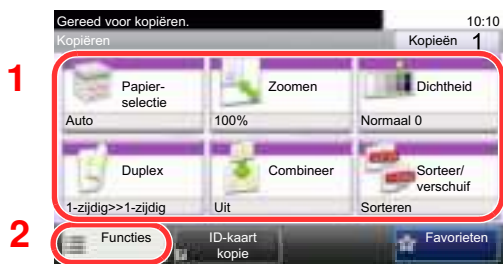 Gereed voor kopiëren. 10:10
Kopiëren Kopieën 1
1
Papier-
selectie
Zoomen
Dichtheid
Auto 100% Normaal 0
Duplex
Combineer
Sorteer/
verschuif
1-zijdig>>1-zijdig Uit Sorteren
2
Functies
ID-kaart
kopie
Favorieten